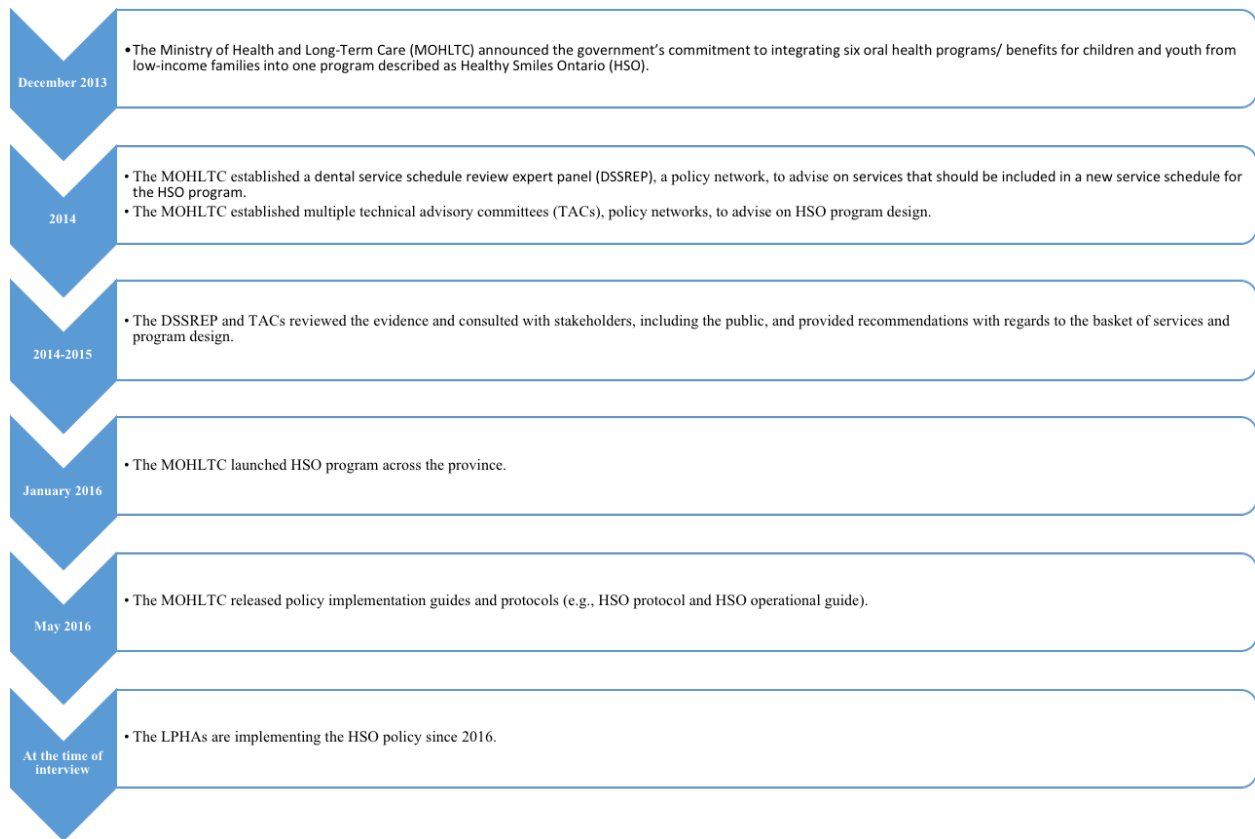 •The Ministry of Health and Long-Term Care (MOHLTC) announced the government’s commitment to integrating six oral health programs/ benefits for children and youth from
low-income families into one program described as Healthy Smiles Ontario (HSO).
December 2013
• The MOHLTC established a dental service schedule review expert panel (DSSREP), a policy network, to advise on services that should be included in a new service schedule for
the HSO program.
• The MOHLTC established multiple technical advisory committees (TACs), policy networks, to advise on HSO program design.
2014
• The DSSREP and TACs reviewed the evidence and consulted with stakeholders, including the public, and provided recommendations with regards to the basket of services and
program design.
2014-2015
• The MOHLTC launched HSO program across the province.
January 2016
• The MOHLTC released policy implementation guides and protocols (e.g., HSO protocol and HSO operational guide).
May 2016
• The LPHAs are implementing the HSO policy since 2016.
At the time of
interview